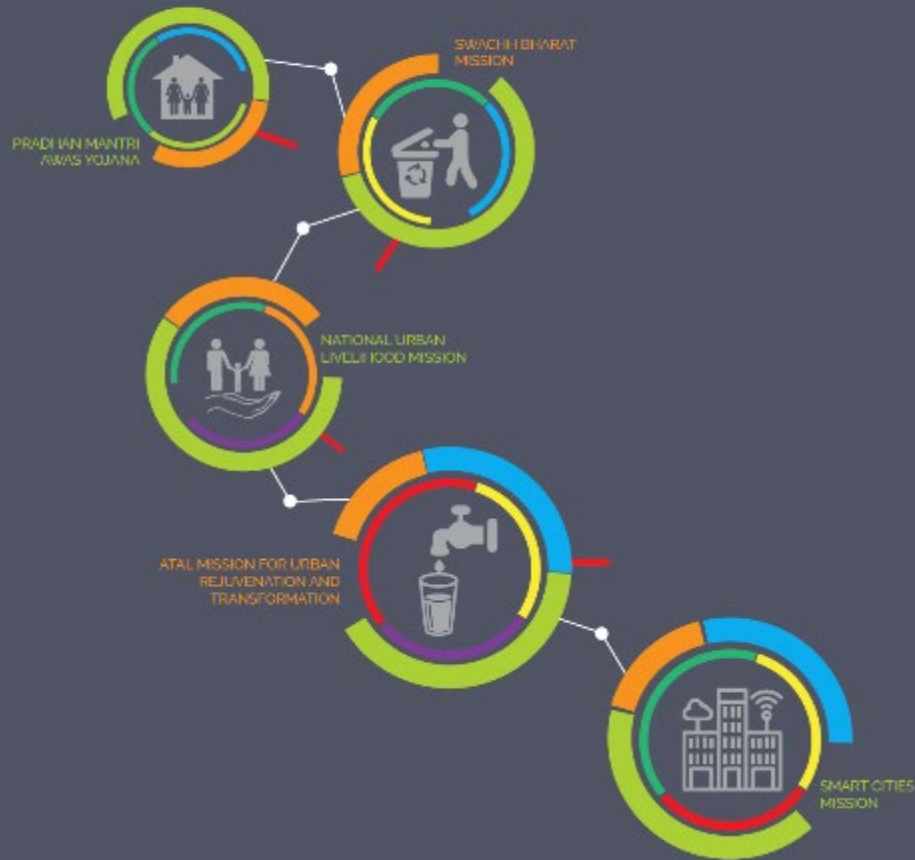 SWACHH BHARAT
MISSION
PRADHAN MANTRI
AWAS YOJANA
NATIONAL URBAN
LIVELIHOOD MISSION
ATAL MISSION FOR URBAN
REJUVENATION AND
TRANSFORMATION
SMART CITIES
MISSION